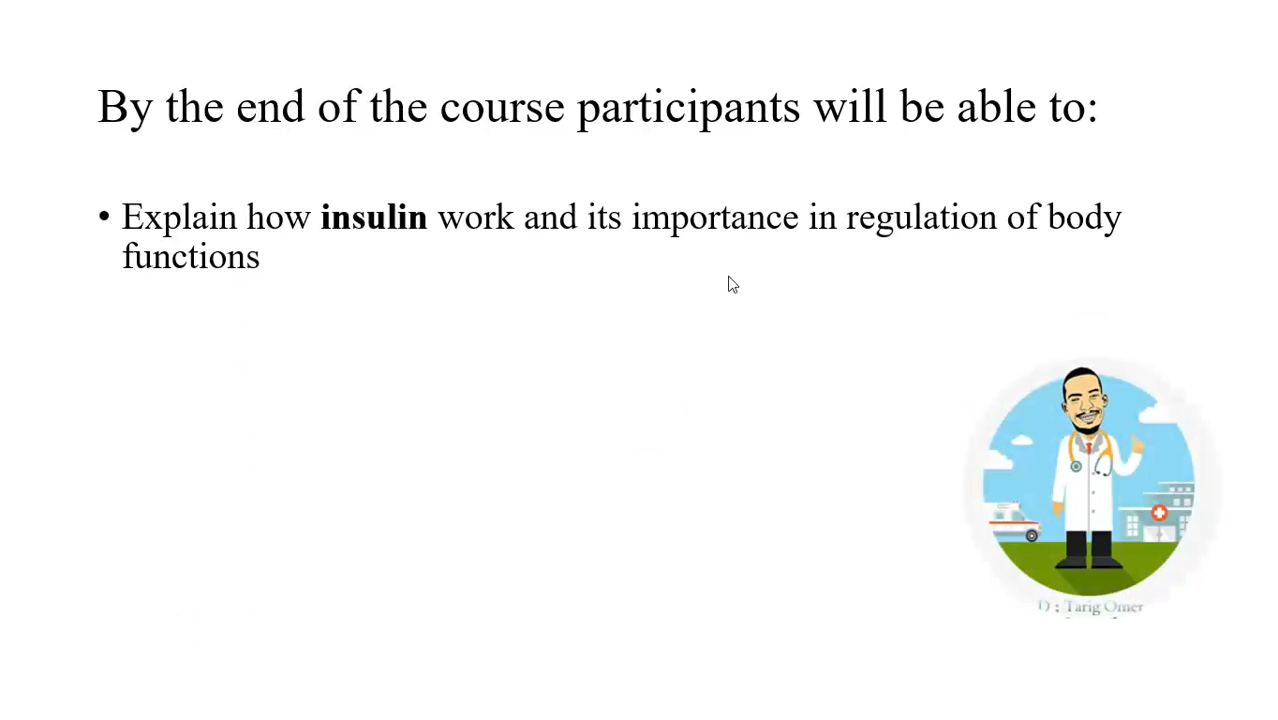 By the end of the course participants will be able to:
• Explain how insulin work and its importance in regulation of body
functions
D : Tarig Omer